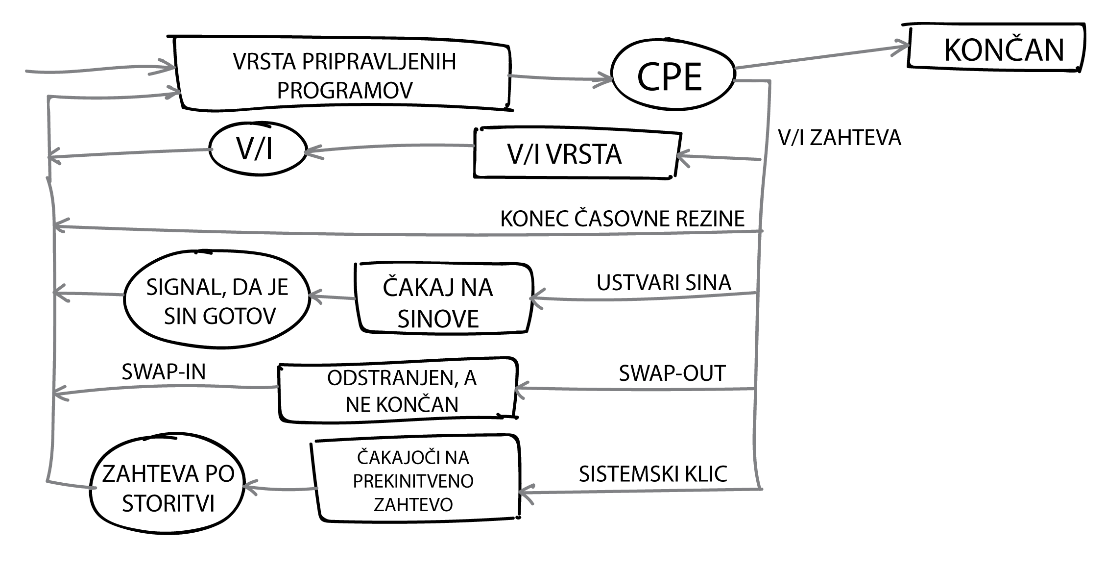 VRSTA PRIPRAVLJENIH
PROGRAMOV
CPE
KONČAN
V/I
V/I VRSTA
V/I ZAHTEVA
KONEC ČASOVNE REZINE
SIGNAL, DA JE
SIN GOTOV
ČAKAJ NA
SINOVE
USTVARI SINA
SWAP-IN
ODSTRANJEN, A
NE KONČAN
SWAP-OUT
ZAHTEVA PO
STORITVI
ČAKAJOČI NA
PREKINITVENO
ZAHTEVO
SISTEMSKI KLIC